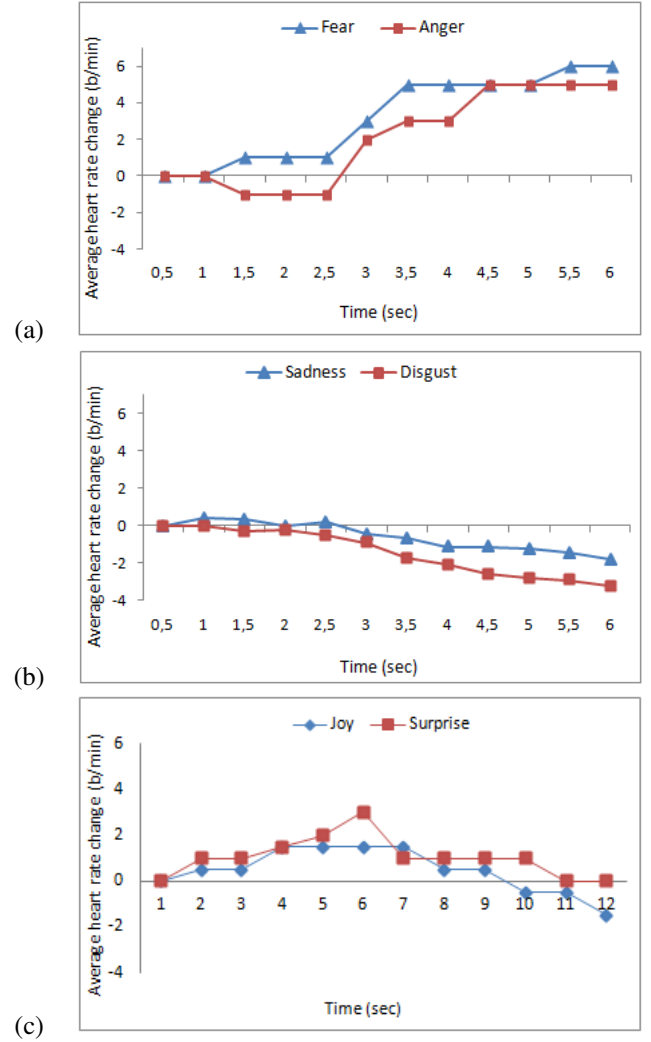 Fear Anger
Average heart rate change (b/min)
6
4
2
0
-2
-4
0,5 1 1,5 2 2,5 3 3,5 4 4,5 5 5,5 6
Time (sec)
(a)
Sadness Disgust
Average heart rate change (b/min)
6
4
2
0
-2
-4
0,5 1 1,5 2 2,5 3 3,5 4 4,5 5 5,5 6
Time (sec)
(b)
Joy Surprise
Average heart rate change (b/min)
6
4
2
0
-2
-4
1 2 3 4 5 6 7 8 9 10 11 12
Time (sec)
(c)